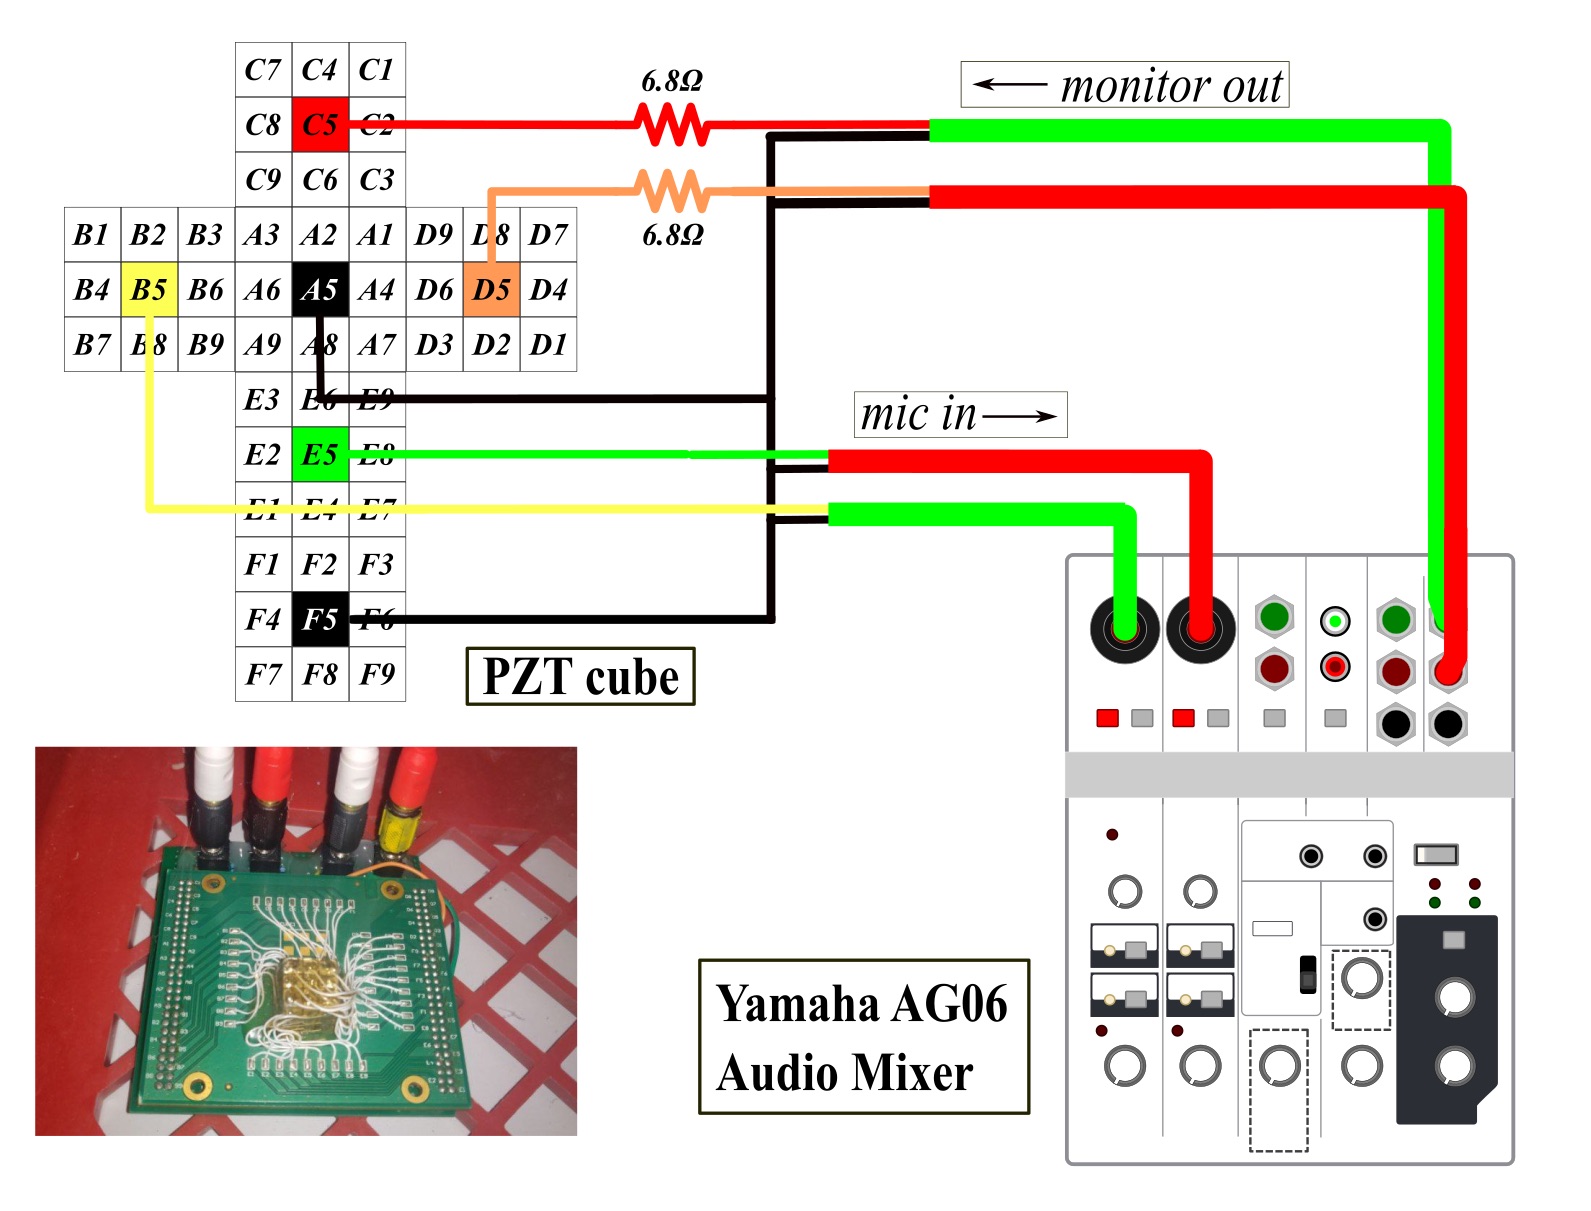 C7 C4 C1
6.8Ω
← monitor out
C8 C5 C2
C9 C6 C3
B1 B2 B3 A3 A2 A1 D9 D8 D7
6.8Ω
B4 B5 B6 A6 A5 A4 D6 D5 D4
B7 B8 B9 A9 A8 A7 D3 D2 D1
E3 E6 E9
mic in →
E2 E5 E8
E1 E4 E7
F1 F2 F3
F4 F5 F6
F7 F8 F9
PZT cube
Yamaha AG06
Audio Mixer